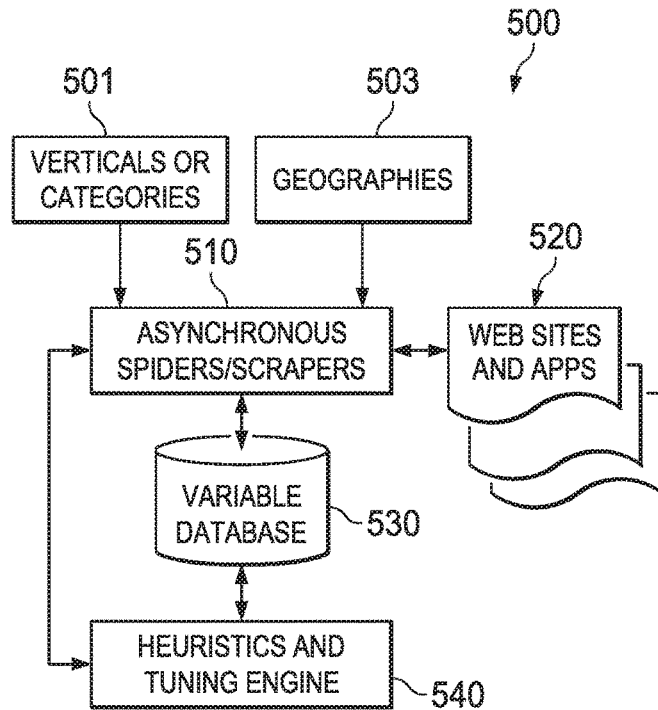 500
501
503
VERTICALS OR
CATEGORIES
GEOGRAPHIES
510
520
ASYNCHRONOUS
SPIDERS/SCRAPERS
WEB SITES
AND APPS
VARIABLE
DATABASE
530
HEURISTICS AND
TUNING ENGINE
540